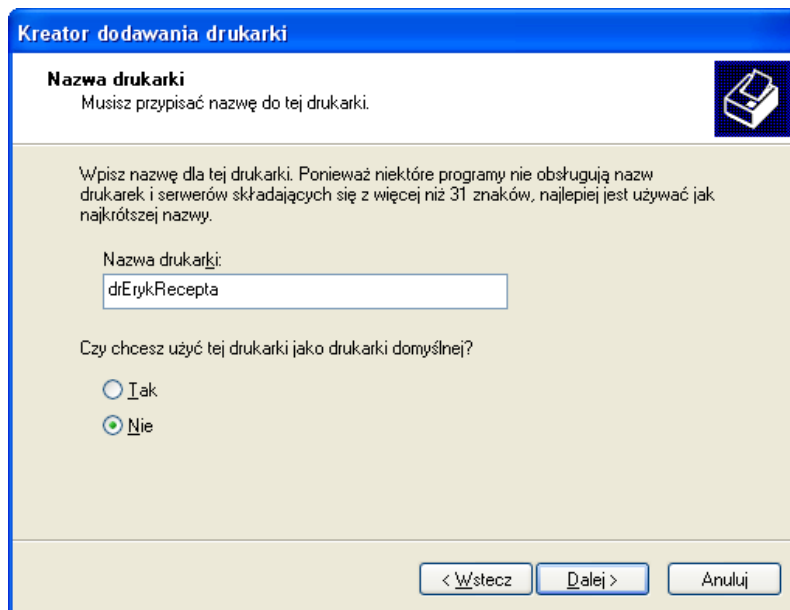 Kreator dodawania drukarki
Nazwa drukarki
Musisz przypisać nazwę do tej drukarki.
Wpisz nazwę dla tej drukarki. Ponieważ niektóre programy nie obsługują nazw
drukarek i serwerów składających się z więcej niż 31 znaków, najlepiej jest używać jak
najkrótszej nazwy.
Nazwa drukarki:
drErykRecepta
Czy chcesz użyć tej drukarki jako drukarki domyślnej?
Tak
Nie
< Wstecz
Dalej >
Anuluj